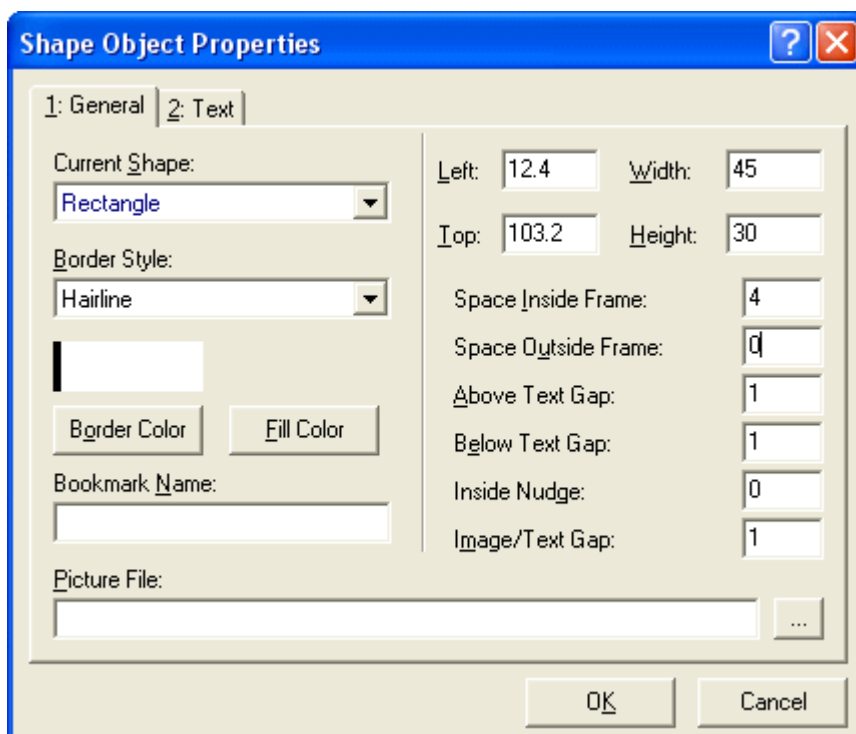 Shape Object Properties
1: General 2: Text
Current Shape:
Rectangle
Border Style:
Hairline
Border Color Fill Color
Bookmark Name:
Left: 12.4 Width: 45
Top: 103.2 Height: 30
Space Inside Frame: 4
Space Outside Frame: 0
Above Text Gap: 1
Below Text Gap: 1
Inside Nudge: 0
Image/Text Gap: 1
Picture File:
...
OK Cancel